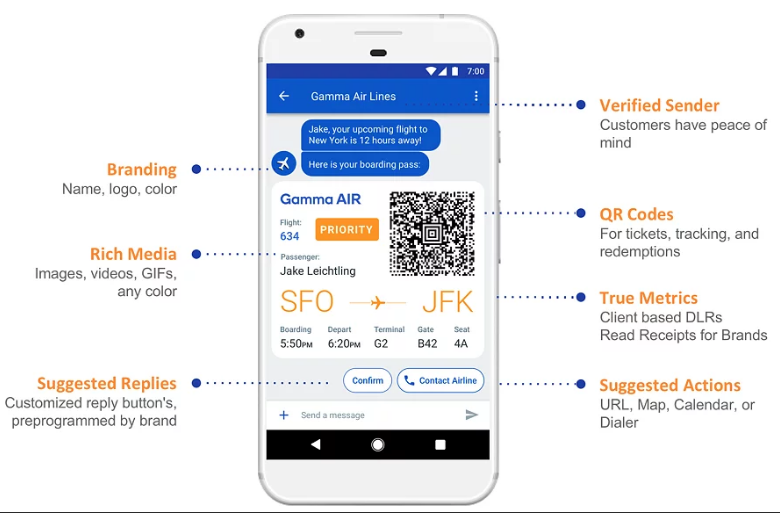 7:00
Gamma Air Lines
Jake, your upcoming flight to
New York is 12 hours away!
Here is your boarding pass:
Gamma AIR
Flight:
634
PRIORITY
Passenger:
Jake Leichtling
SFO
JFK
Boarding Depart Terminal Gate Seat
5:50PM 6:20PM G2 B42 4A
Confirm
Contact Airline
Send a message
Branding
Name, logo, color
Rich Media
Images, videos, GIFs,
any color
Suggested Replies
Customized reply button's,
preprogrammed by brand
Verified Sender
Customers have peace of
mind
QR Codes
For tickets, tracking, and
redemptions
True Metrics
Client based DLRs
Read Receipts for Brands
Suggested Actions
URL, Map, Calendar, or
Dialer